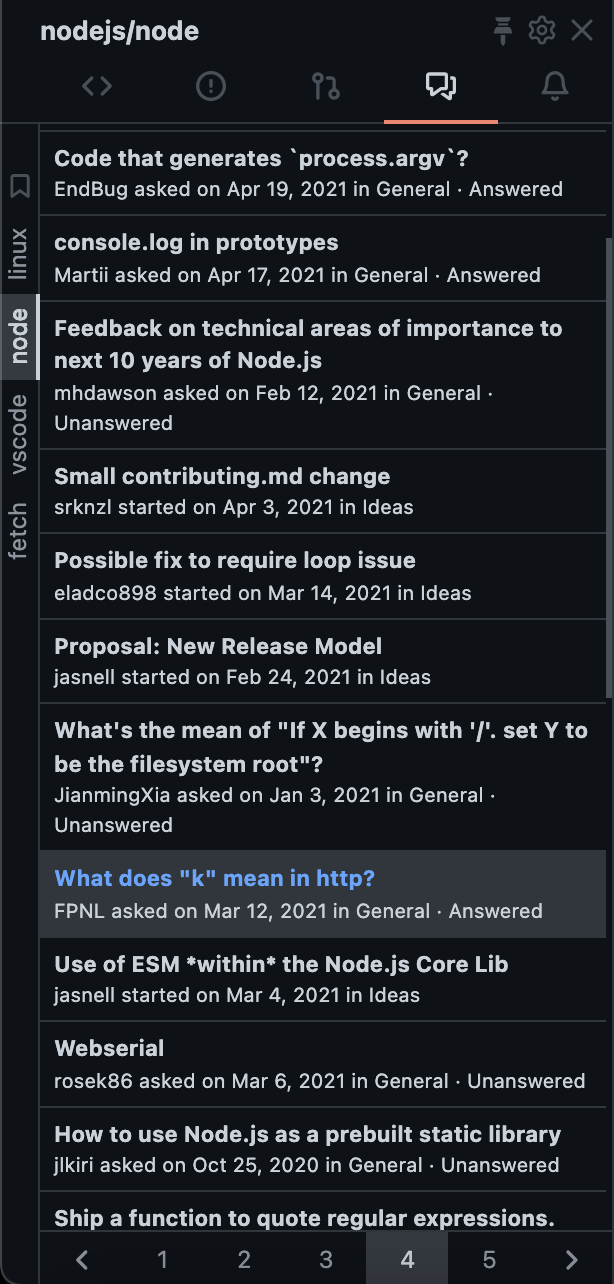 nodejs/node
linux
node
vscode
fetch
Code that generates `process.argv`?
EndBug asked on Apr 19, 2021 in General · Answered
console.log in prototypes
Martii asked on Apr 17, 2021 in General · Answered
Feedback on technical areas of importance to
next 10 years of Node.js
mhdawson asked on Feb 12, 2021 in General ·
Unanswered
Small contributing.md change
srknzl started on Apr 3, 2021 in Ideas
Possible fix to require loop issue
eladco898 started on Mar 14, 2021 in Ideas
Proposal: New Release Model
jasnell started on Feb 24, 2021 in Ideas
What's the mean of "If X begins with '/'. set Y to
be the filesystem root"?
JianmingXia asked on Jan 3, 2021 in General ·
Unanswered
What does "k" mean in http?
FPNL asked on Mar 12, 2021 in General · Answered
Use of ESM *within* the Node.js Core Lib
jasnell started on Mar 4, 2021 in Ideas
Webserial
rosek86 asked on Mar 6, 2021 in General · Unanswered
How to use Node.js as a prebuilt static library
jlkiri asked on Oct 25, 2020 in General · Unanswered
Ship a function to quote regular expressions.
1 2 3 4 5